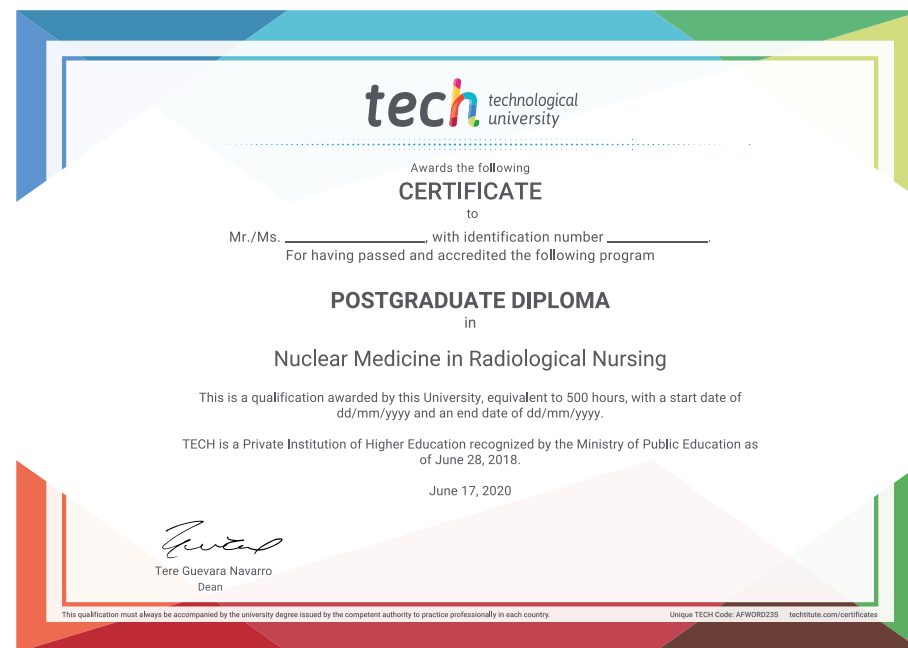 tech technological
university
Awards the following
CERTIFICATE
to
Mr./Ms. ____________________, with identification number ______________.
For having passed and accredited the following program
POSTGRADUATE DIPLOMA
in
Nuclear Medicine in Radiological Nursing
This is a qualification awarded by this University, equivalent to 500 hours, with a start date of
dd/mm/yyyy and an end date of dd/mm/yyyy.
TECH is a Private Institution of Higher Education recognized by the Ministry of Public Education as
of June 28, 2018.
June 17, 2020
Tere Guevara Navarro
Dean
This qualification must always be accompanied by the university degree issued by the competent authority to practice professionally in each country. Unique TECH Code: AFWORD23S techtitute.com/certificates